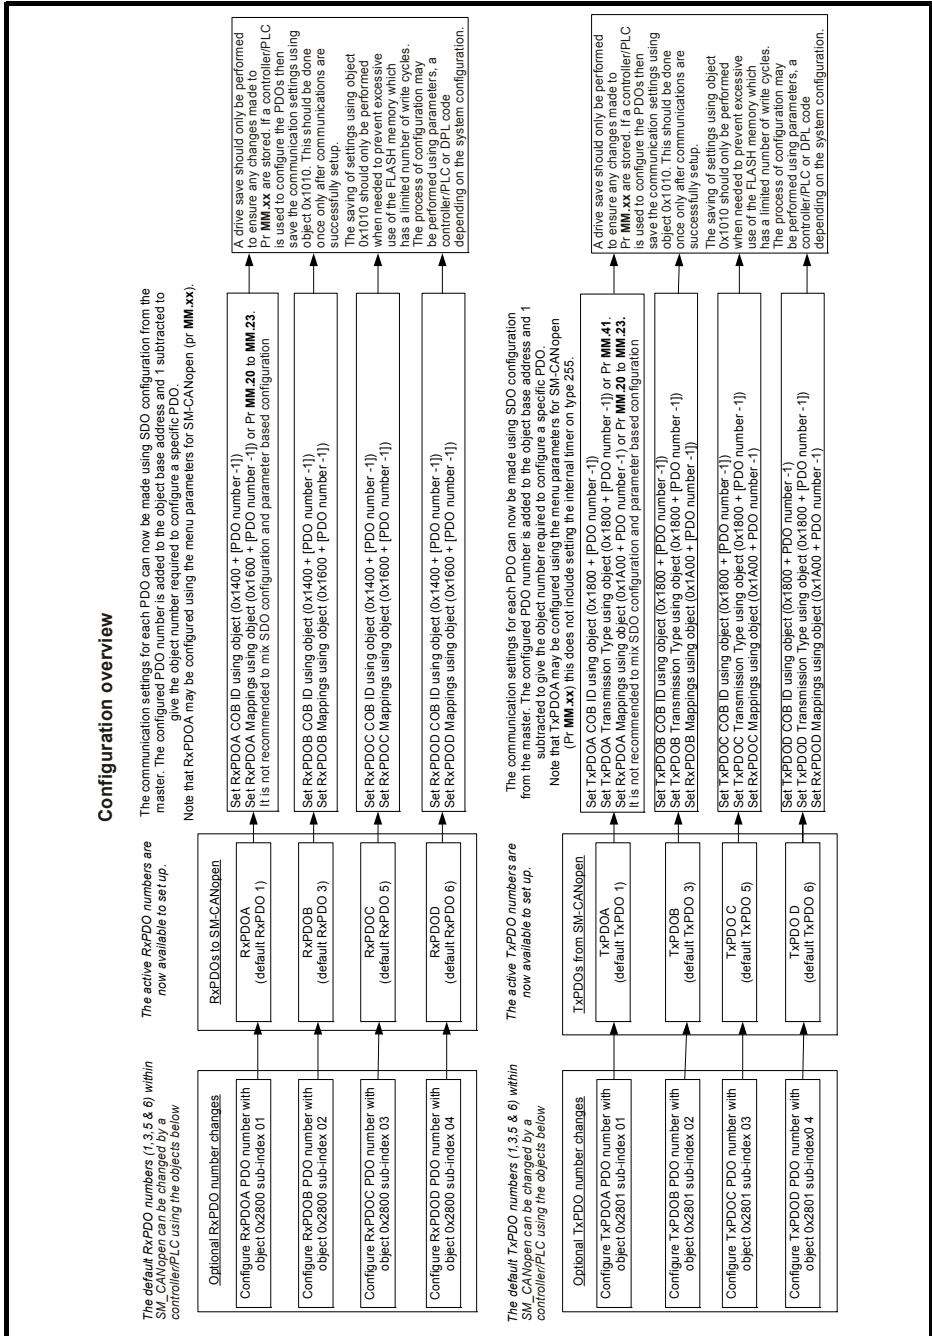 Configuration overview
The default RxPDO numbers (1,3,5 & 6) within
SM_CANopen can be changed by a
controller/PLC using the objects below
Optional RxPDO number changes
Configure RxPDOA PDO number with
object 0x2800 sub-index 01
Configure RxPDOB PDO number with
object 0x2800 sub-index 02
Configure RxPDOC PDO number with
object 0x2800 sub-index 03
Configure RxPDOD PDO number with
object 0x2800 sub-index 04
The active RxPDO numbers are
now available to set up.
RxPDOs to SM-CANopen
RxPDOA
(default RxPDO 1)
RxPDOB
(default RxPDO 3)
RxPDOC
(default RxPDO 5)
RxPDOD
(default RxPDO 6)
The communication settings for each PDO can now be made using SDO configuration from the
master. The configured PDO number is added to the object base address and 1 subtracted to
give the object number required to configure a specific PDO.
Note that RxPDOA may be configured using the menu parameters for SM-CANopen (pr MM.xx).
Set RxPDOA COB ID using object (0x1400 + [PDO number -1])
Set RxPDOA Mappings using object (0x1600 + [PDO number -1]) or Pr MM.20 to MM.23.
It is not recommended to mix SDO configuration and parameter based configuration
Set RxPDOB COB ID using object (0x1400 + [PDO number -1])
Set RxPDOB Mappings using object (0x1600 + [PDO number -1])
Set RxPDOC COB ID using object (0x1400 + [PDO number -1])
Set RxPDOC Mappings using object (0x1600 + [PDO number -1])
Set RxPDOD COB ID using object (0x1400 + [PDO number -1])
Set RxPDOD Mappings using object (0x1600 + [PDO number -1])
A drive save should only be performed
to ensure any changes made to
Pr MM.xx are stored. If a controller/PLC
is used to configure the PDOs then
save the communication settings using
object 0x1010. This should be done
once only after communications are
successfully setup.
The saving of settings using object
0x1010 should only be performed
when needed to prevent excessive
use of the FLASH memory which
has a limited number of write cycles.
The process of configuration may
be performed using parameters, a
controller/PLC or DPL code
depending on the system configuration.
The default TxPDO numbers (1,3,5 & 6) within
SM_CANopen can be changed by a
controller/PLC using the objects below
Optional TxPDO number changes
Configure TxPDOA PDO number with
object 0x2801 sub-index 01
Configure TxPDOB PDO number with
object 0x2801 sub-index 02
Configure TxPDOC PDO number with
object 0x2801 sub-index 03
Configure TxPDOD PDO number with
object 0x2801 sub-index0 4
The active TxPDO numbers are
now available to set up.
TxPDOs from SM-CANopen
TxPDOA
(default TxPDO 1)
TxPDOB
(default TxPDO 3)
TxPDO C
(default TxPDO 5)
TxPDO D
(default TxPDO 6)
The communication settings for each PDO can now be made using SDO configuration
from the master. The configured PDO number is added to the object base address and 1
subtracted to give the object number required to configure a specific PDO.
Note that TxPDOA may be configured using the menu parameters for SM-CANopen
(Pr MM.xx) this does not include setting the internal timer on type 255.
Set TxPDOA COB ID using object (0x1800 + [PDO number -1])
Set TxPDOA Transmission Type using object (0x1800 + [PDO number -1]) or Pr MM.41.
Set RxPDOA Mappings using object (0x1A00 + PDO number -1) or Pr MM.20 to MM.23.
It is not recommended to mix SDO configuration and parameter based configuration
Set TxPDOB COB ID using object (0x1800 + [PDO number -1])
Set TxPDOB Transmission Type using object (0x1800 + [PDO number -1])
Set RxPDOB Mappings using object (0x1A00 + PDO number -1])
Set TxPDOC COB ID using object (0x1800 + [PDO number -1])
Set TxPDOC Transmission Type using object (0x1800 + [PDO number -1])
Set RxPDOC Mappings using object (0x1A00 + PDO number -1)
Set TxPDOD COB ID using object (0x1800 + PDO number -1)
Set TxPDOD Transmission Type using object (0x1800 + [PDO number -1])
Set RxPDOD Mappings using object (0x1A00 + PDO number -1)
A drive save should only be performed
to ensure any changes made to
Pr MM.xx are stored. If a controller/PLC
is used to configure the PDOs then
save the communication settings using
object 0x1010. This should be done
once only after communications are
successfully setup.
The saving of settings using object
0x1010 should only be performed
when needed to prevent excessive
use of the FLASH memory which
has a limited number of write cycles.
The process of configuration may
be performed using parameters, a
controller/PLC or DPL code
depending on the system configuration.